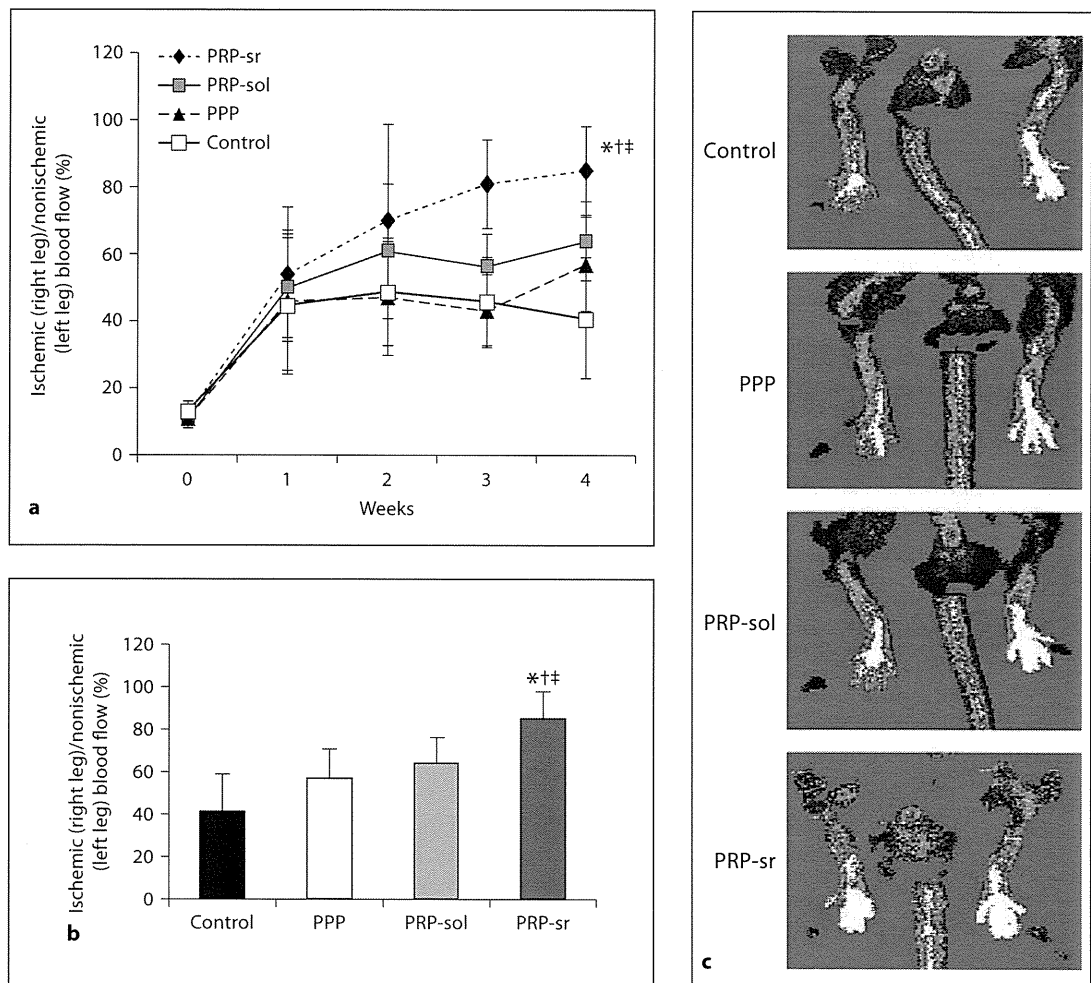 120
100
80
60
40
20
0
Ischemic (right leg)/nonischemic
(left leg) blood flow (%)
PRP-sr
PRP-sol
PPP
Control
*†‡
0 1 2 3 4
Weeks
a
120
100
80
60
40
20
0
Ischemic (right leg)/nonischemic
(left leg) blood flow (%)
*†‡
Control PPP PRP-sol PRP-sr
b
Control
PPP
PRP-sol
PRP-sr
c